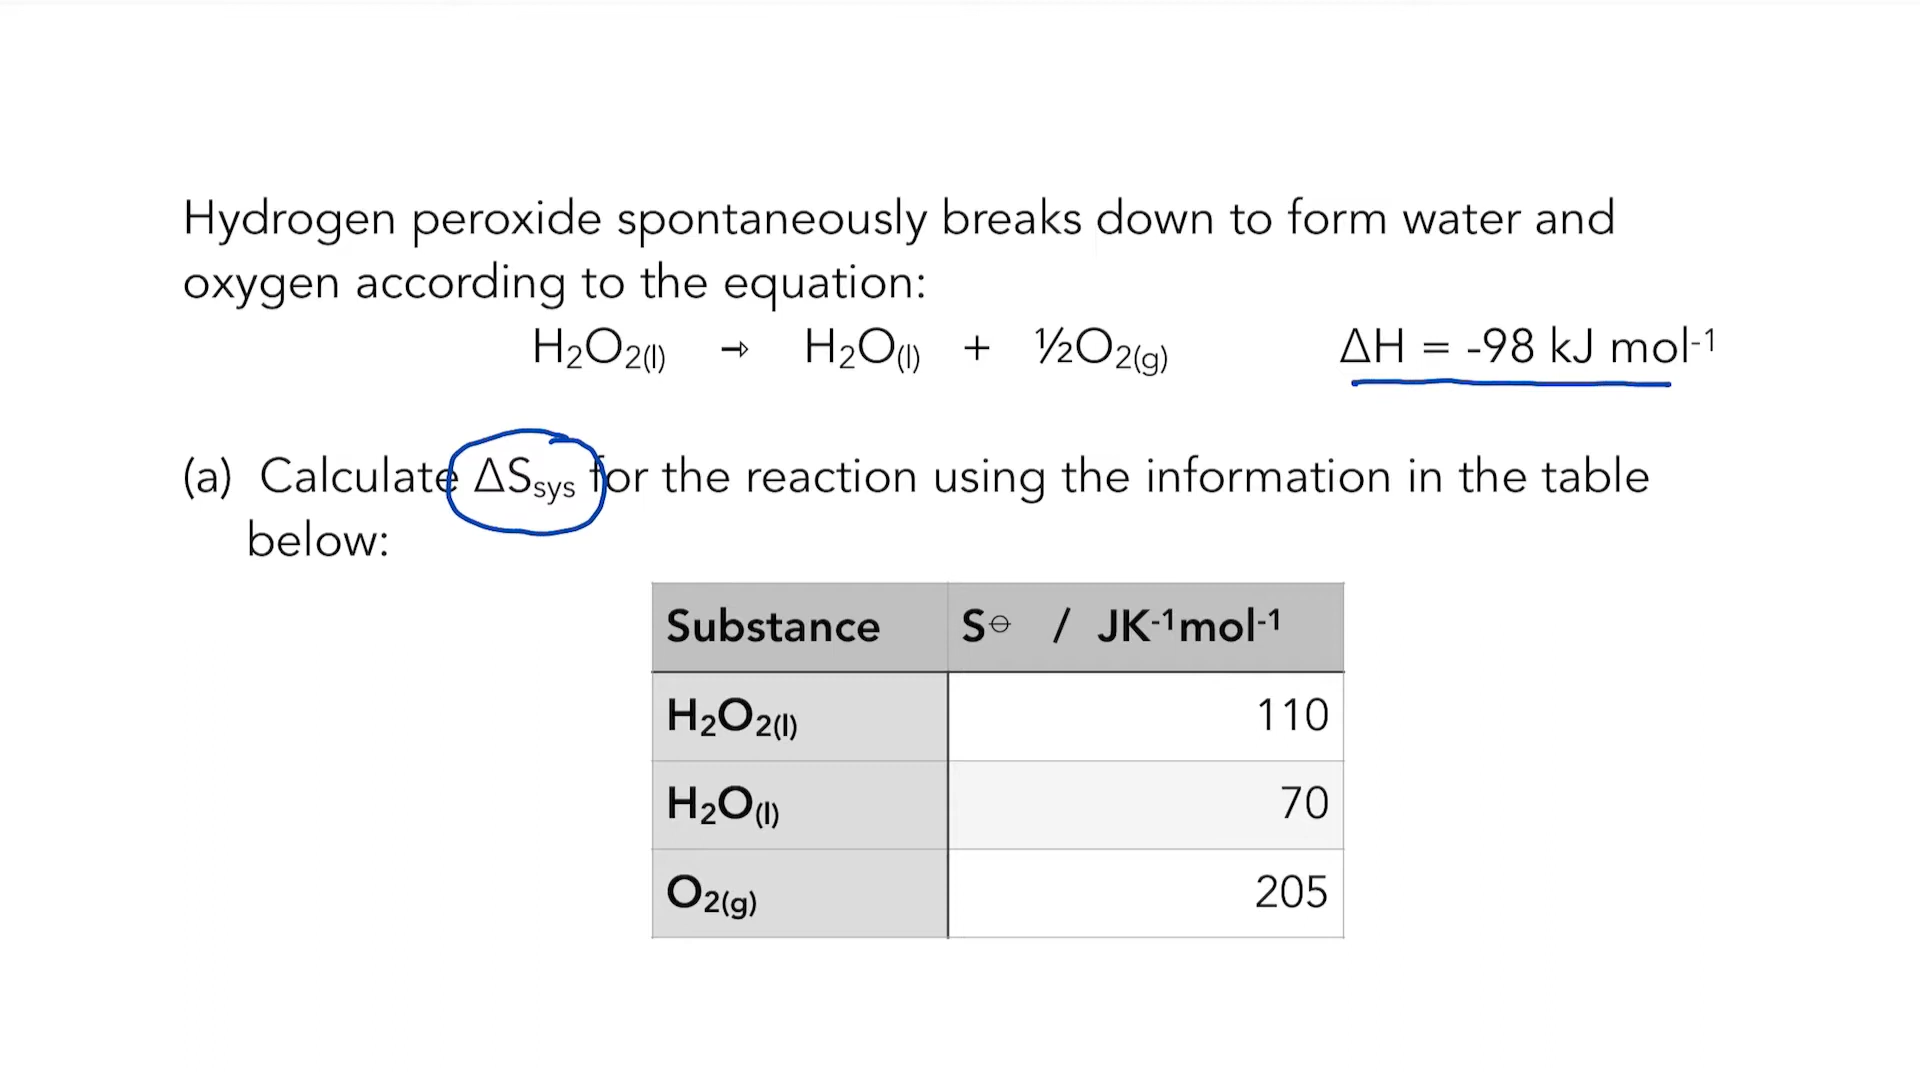 Hydrogen peroxide spontaneously breaks down to form water and
oxygen according to the equation:
H₂O₂₍ₗ₎ → H₂O₍ₗ₎ + ½O₂(g) ΔH = -98 kJ mol⁻¹
(a) Calculate ΔSsys for the reaction using the information in the table
below:
Substance S⦵ / JK⁻¹mol⁻¹
H₂O₂₍ₗ₎ 110
H₂O₍ₗ₎ 70
O₂(g) 205